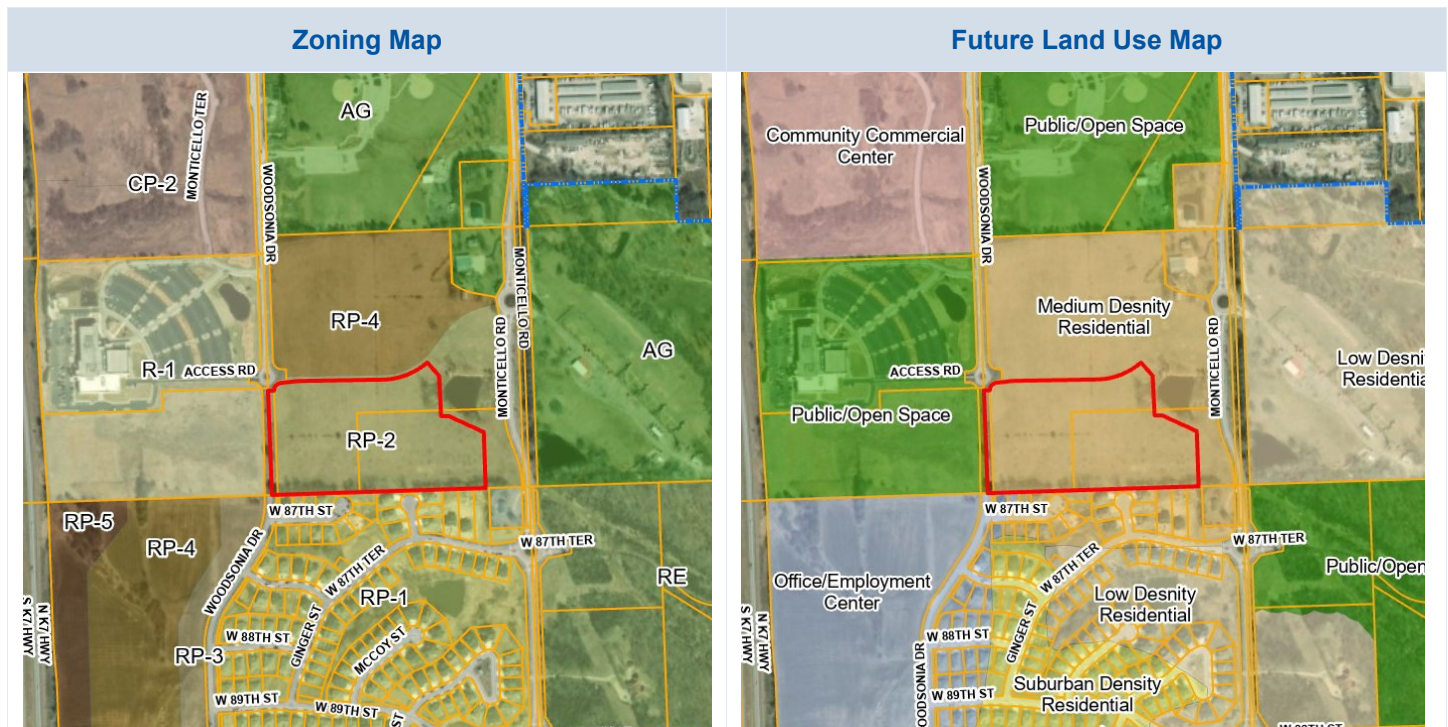 Zoning Map
Future Land Use Map
AG
MONTICELLO TER
CP-2
WOODSONIA DR
MONTICELLO RD
RP-4
MONTICELLO RD
AG
R-1
ACCESS RD
RP-2
W 87TH ST
RP-5
RP-4
WOODSONIA DR
W 87TH TER
W 87TH TER
RE
RP-1
S K7 HWY
N K7 HWY
W 88TH ST
GINGER ST
MCCOY ST
RP-3
W 89TH ST
W 89TH ST
ST
Community Commercial
Center
Public/Open Space
WOODSONIA DR
Medium Desnity
Residential
MONTICELLO RD
ACCESS RD
Low Desni
Residentia
Public/Open Space
W 87TH ST
W 87TH TER
W 87TH TER
Public/Open
Office/Employment
Center
Low Desnity
Residential
S K7 HWY
N K7 HWY
W 88TH ST
GINGER ST
Suburban Density
Residential
W 89TH ST
OODSONIA DR